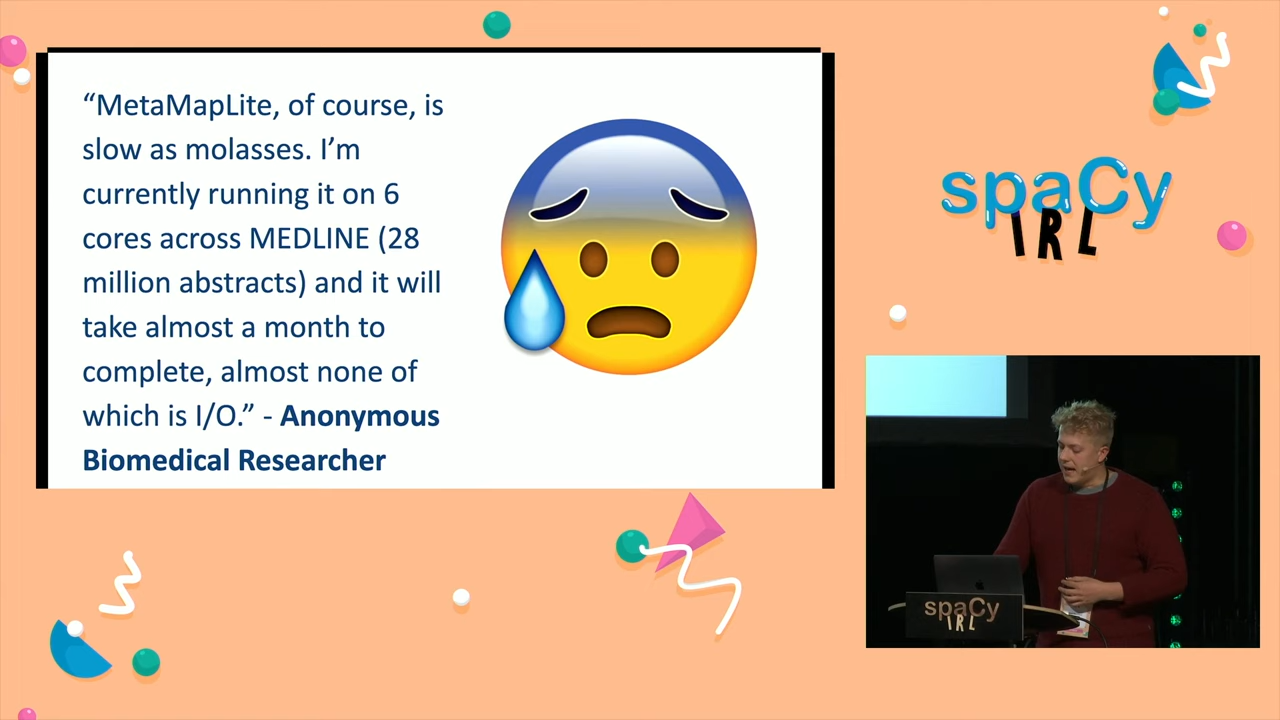 “MetaMapLite, of course, is
slow as molasses. I’m
currently running it on 6
cores across MEDLINE (28
million abstracts) and it will
take almost a month to
complete, almost none of
which is I/O.” - Anonymous
Biomedical Researcher
spaCy
IRL
spaCy
IRL